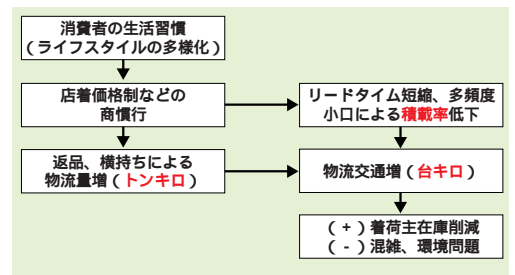 消費者の生活習慣
(ライフスタイルの多様化)
店着価格制などの
商慣行
リードタイム短縮、多頻度
小口による積載率低下
返品、横持ちによる
物流量増(トンキロ)
物流交通増(台キロ)
(+)着荷主在庫削減
(-)混雑、環境問題